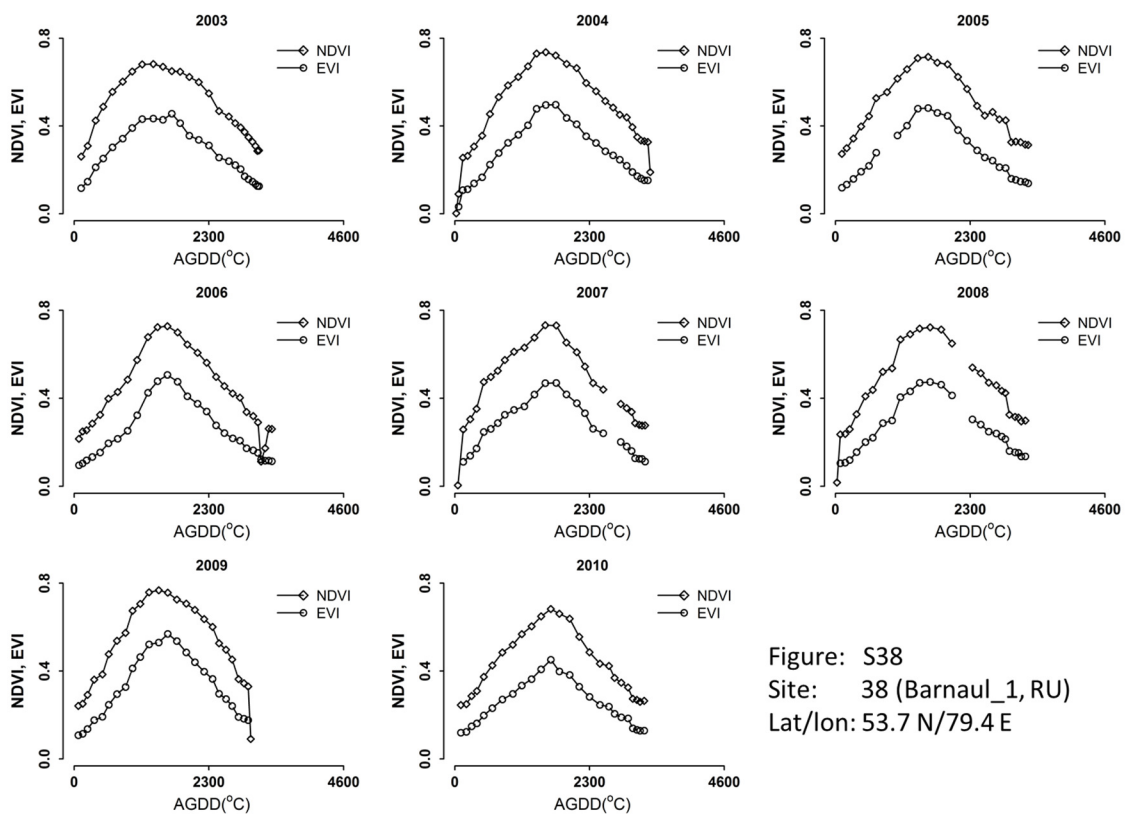 2003
NDVI, EVI
0.8
0.4
0.0
NDVI
EVI
0
2300
4600
AGDD(°C)
2004
NDVI, EVI
0.8
0.4
0.0
NDVI
EVI
0
2300
4600
AGDD(°C)
2005
NDVI, EVI
0.8
0.4
0.0
NDVI
EVI
0
2300
4600
AGDD(°C)
2006
NDVI, EVI
0.8
0.4
0.0
NDVI
EVI
0
2300
4600
AGDD(°C)
2007
NDVI, EVI
0.8
0.4
0.0
NDVI
EVI
0
2300
4600
AGDD(°C)
2008
NDVI, EVI
0.8
0.4
0.0
NDVI
EVI
0
2300
4600
AGDD(°C)
2009
NDVI, EVI
0.8
0.4
0.0
NDVI
EVI
0
2300
4600
AGDD(°C)
2010
NDVI, EVI
0.8
0.4
0.0
NDVI
EVI
0
2300
4600
AGDD(°C)
Figure: S38
Site: 38 (Barnaul_1, RU)
Lat/lon: 53.7 N/79.4 E